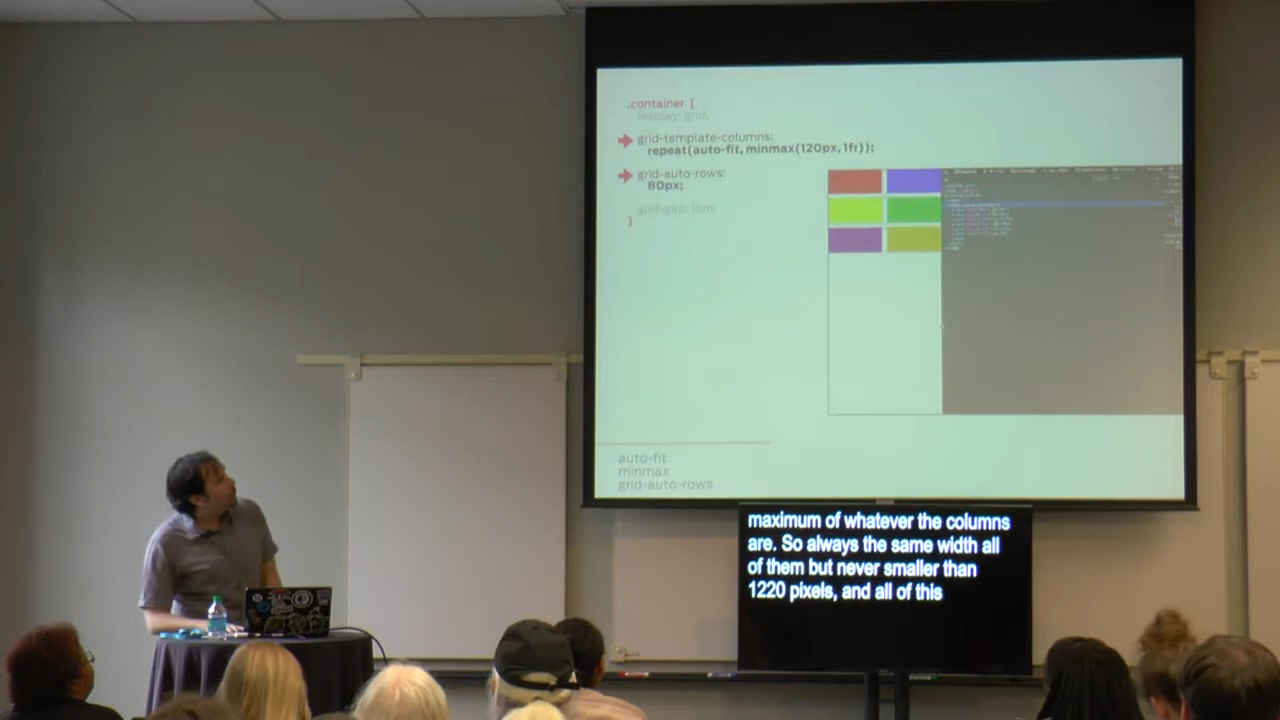 .container {
display: grid;
grid-template-columns:
repeat(auto-fit, minmax(120px, 1fr));
grid-auto-rows:
80px;
grid-gap: 1em;
}
auto-fit
minmax
grid-auto-rows
maximum of whatever the columns
are. So always the same width all
of them but never smaller than
1220 pixels, and all of this